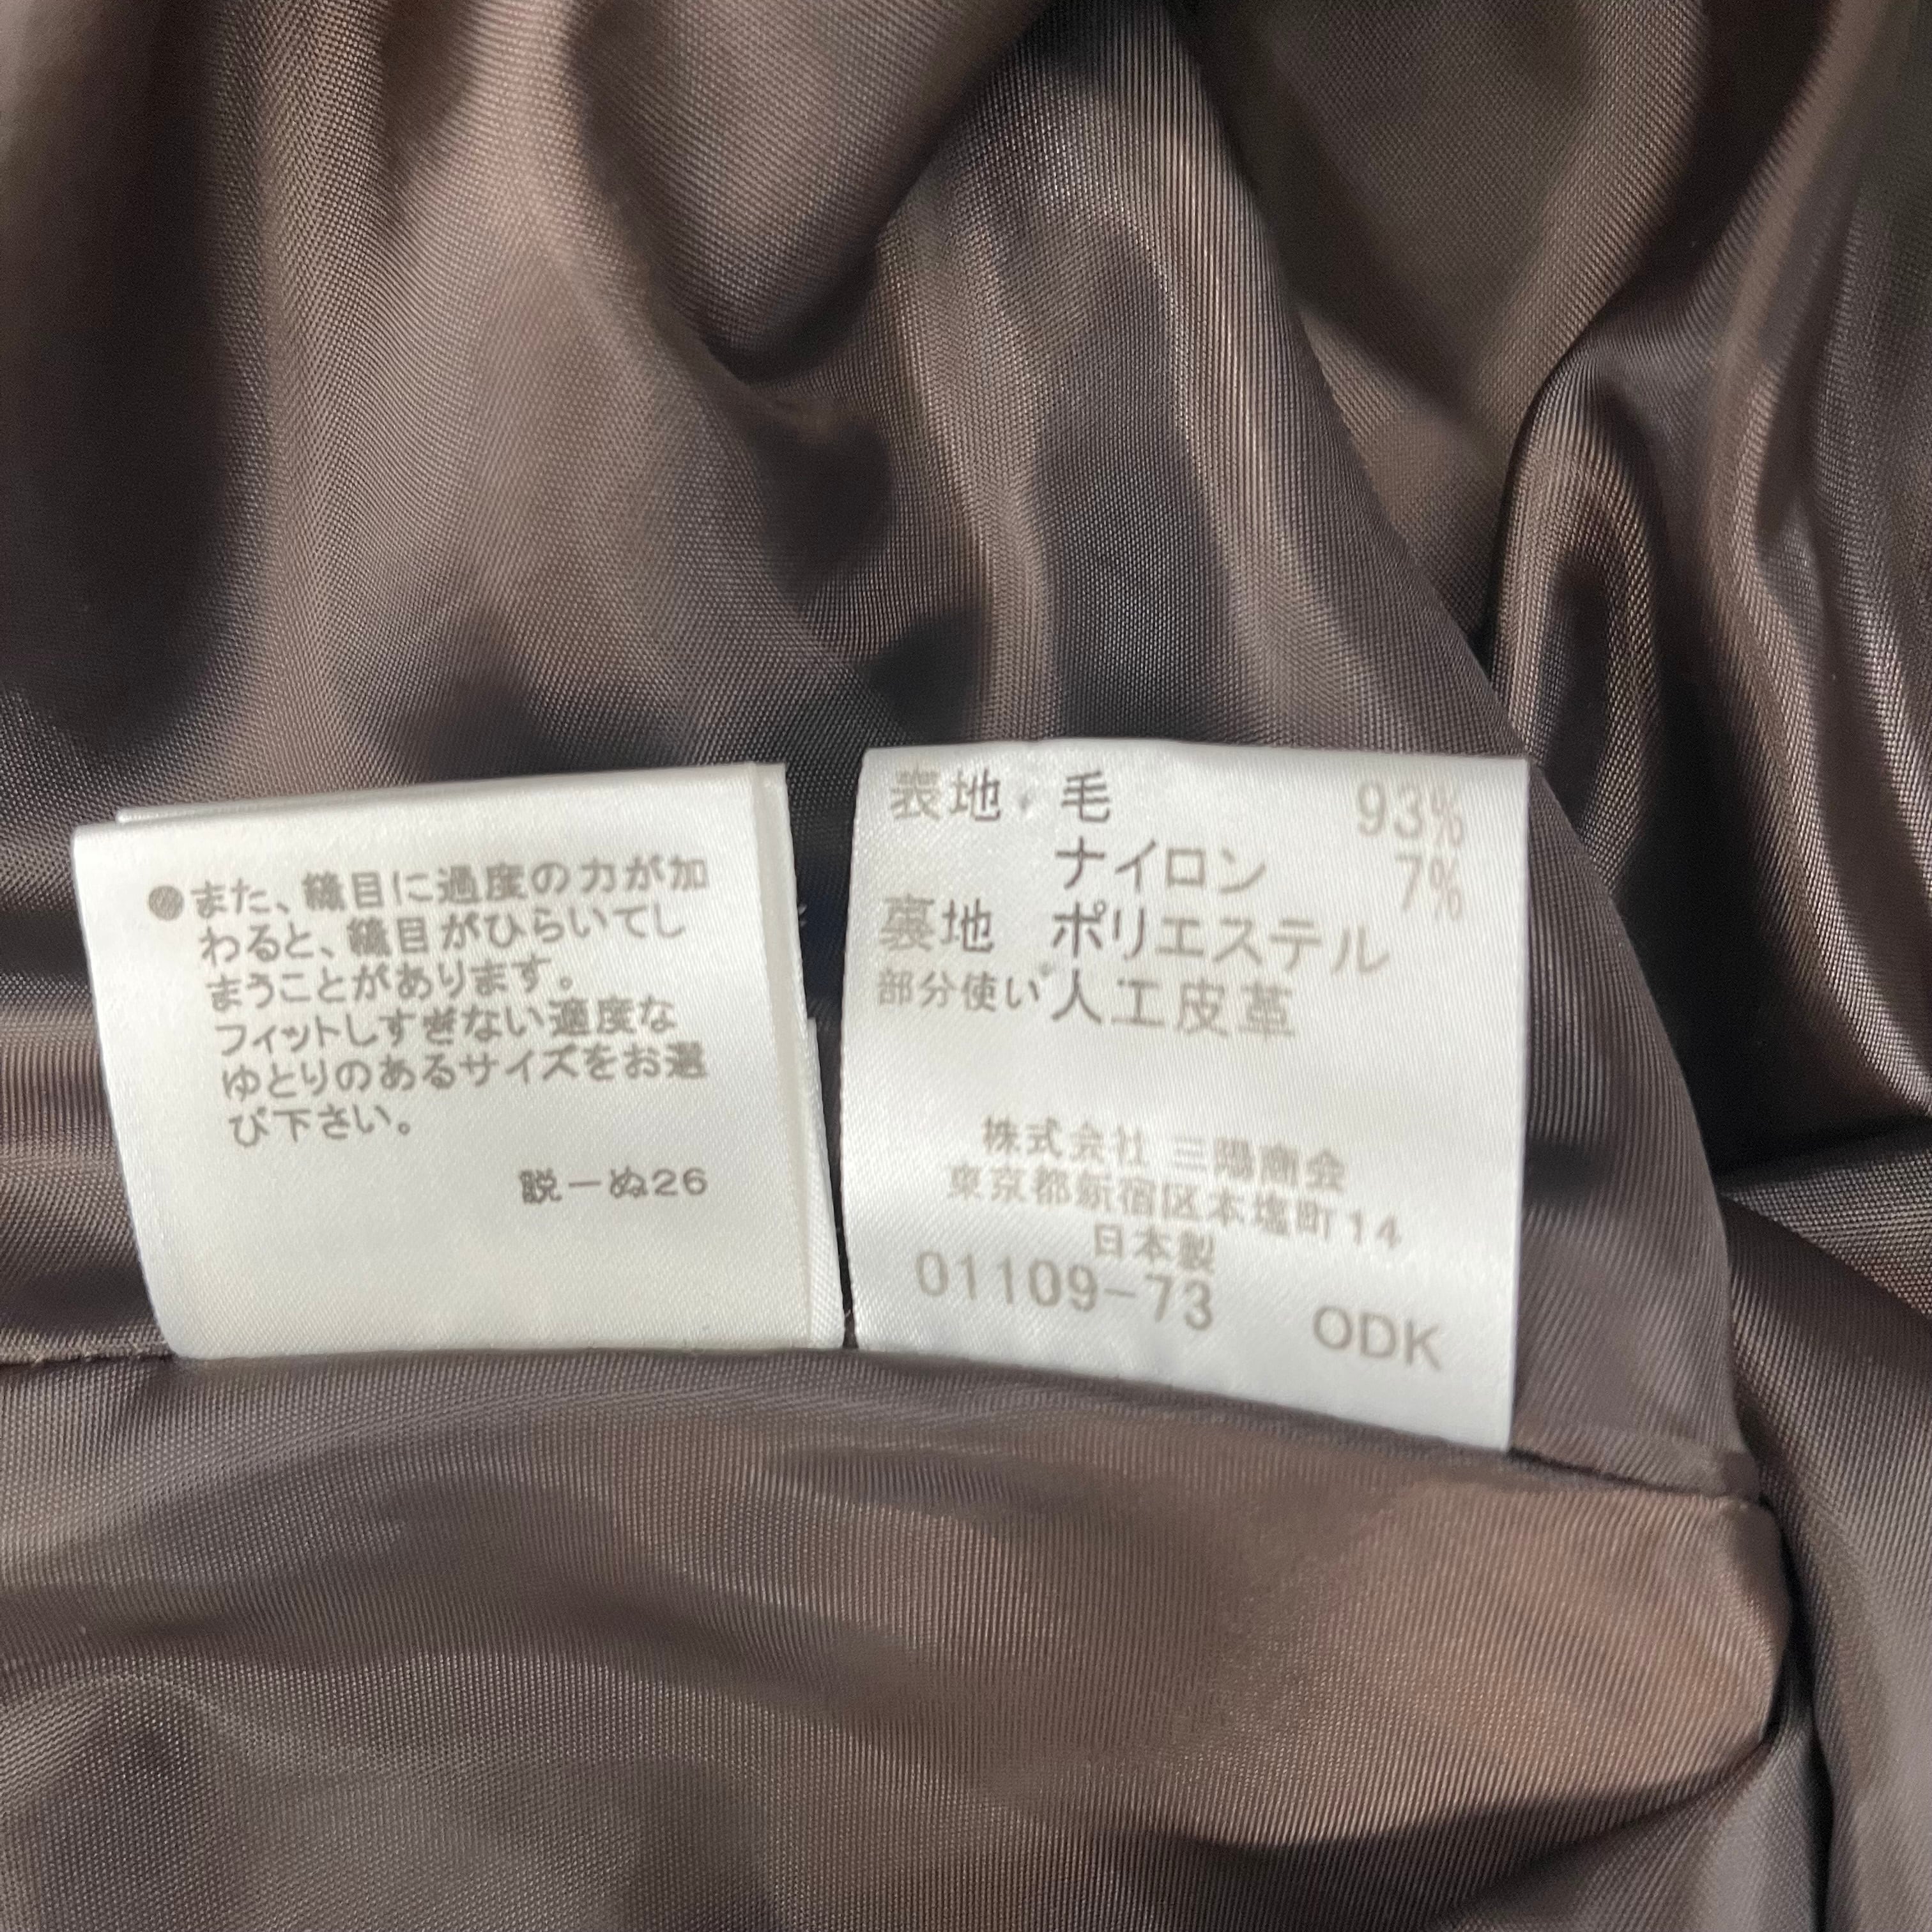 ●また、縫目に過度の力が加
わると、縫目がひらいてし
まうことがあります。
フィットしすぎない適度な
ゆとりのあるサイズをお選
び下さい。
説－ぬ26
表地 毛 93%
ナイロン 7%
裏地 ポリエステル
部分使い 人工皮革
株式会社 三陽商会
東京都新宿区本塩町14
日本製
01109-73 ODK